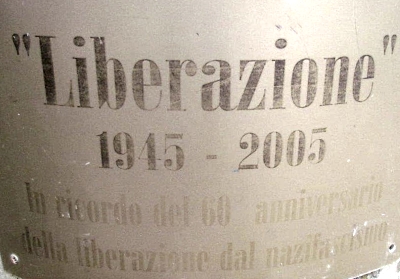 "Liberazione"
1945 - 2005
In ricordo del 60 anniversario
della liberazione dal nazifascismo